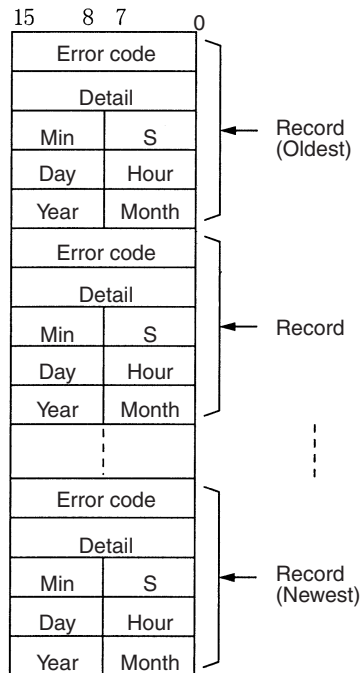 15 8 7 0
Error code
Detail
Min S
Day Hour
Year Month
Record
(Oldest)
Error code
Detail
Min S
Day Hour
Year Month
Record
Error code
Detail
Min S
Day Hour
Year Month
Record
(Newest)